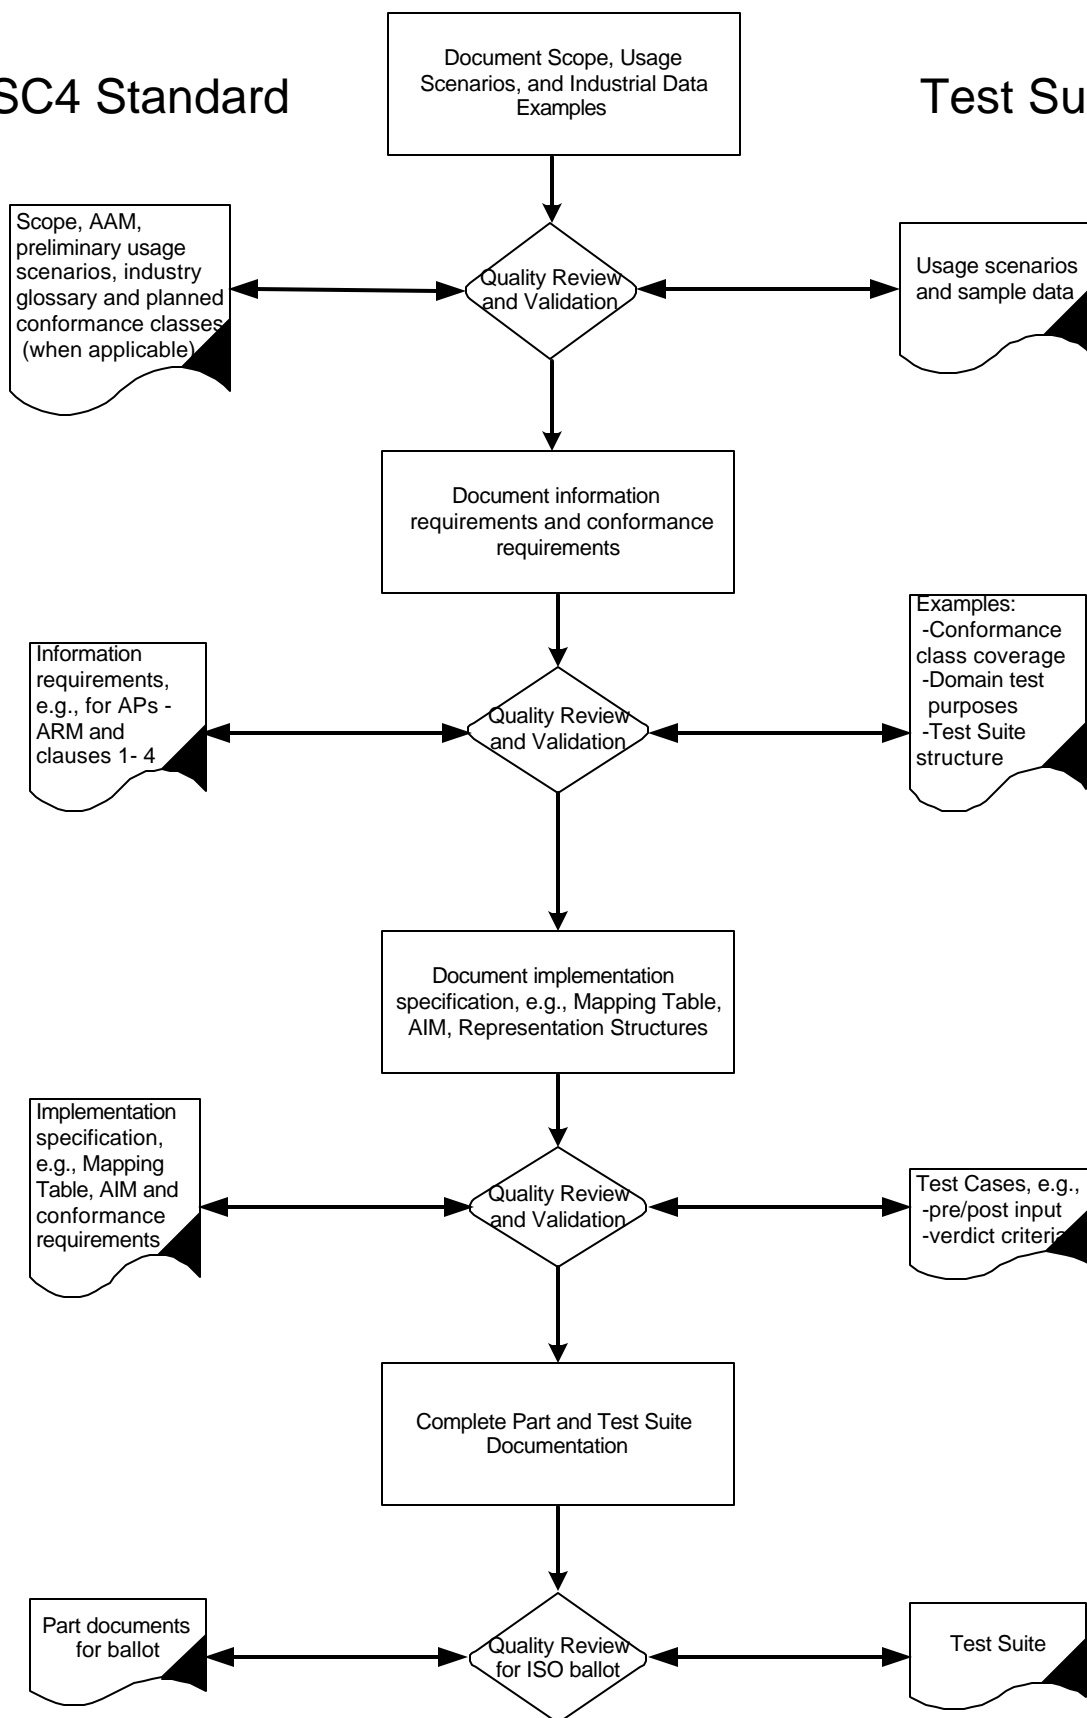 Document Scope, Usage
Scenarios, and Industrial Data
Examples
SC4 Standard
Test Su
Scope, AAM,
preliminary usage
scenarios, industry
glossary and planned
conformance classes
(when applicable)
Quality Review
and Validation
Usage scenarios
and sample data
Document information
requirements and conformance
requirements
Information
requirements,
e.g., for APs -
ARM and
clauses 1- 4
Quality Review
and Validation
Examples:
-Conformance
class coverage
-Domain test
purposes
-Test Suite
structure
Document implementation
specification, e.g., Mapping Table,
AIM, Representation Structures
Implementation
specification,
e.g., Mapping
Table, AIM and
conformance
requirements
Quality Review
and Validation
Test Cases, e.g.,
-pre/post input
-verdict criteria
Complete Part and Test Suite
Documentation
Part documents
for ballot
Quality Review
for ISO ballot
Test Suite